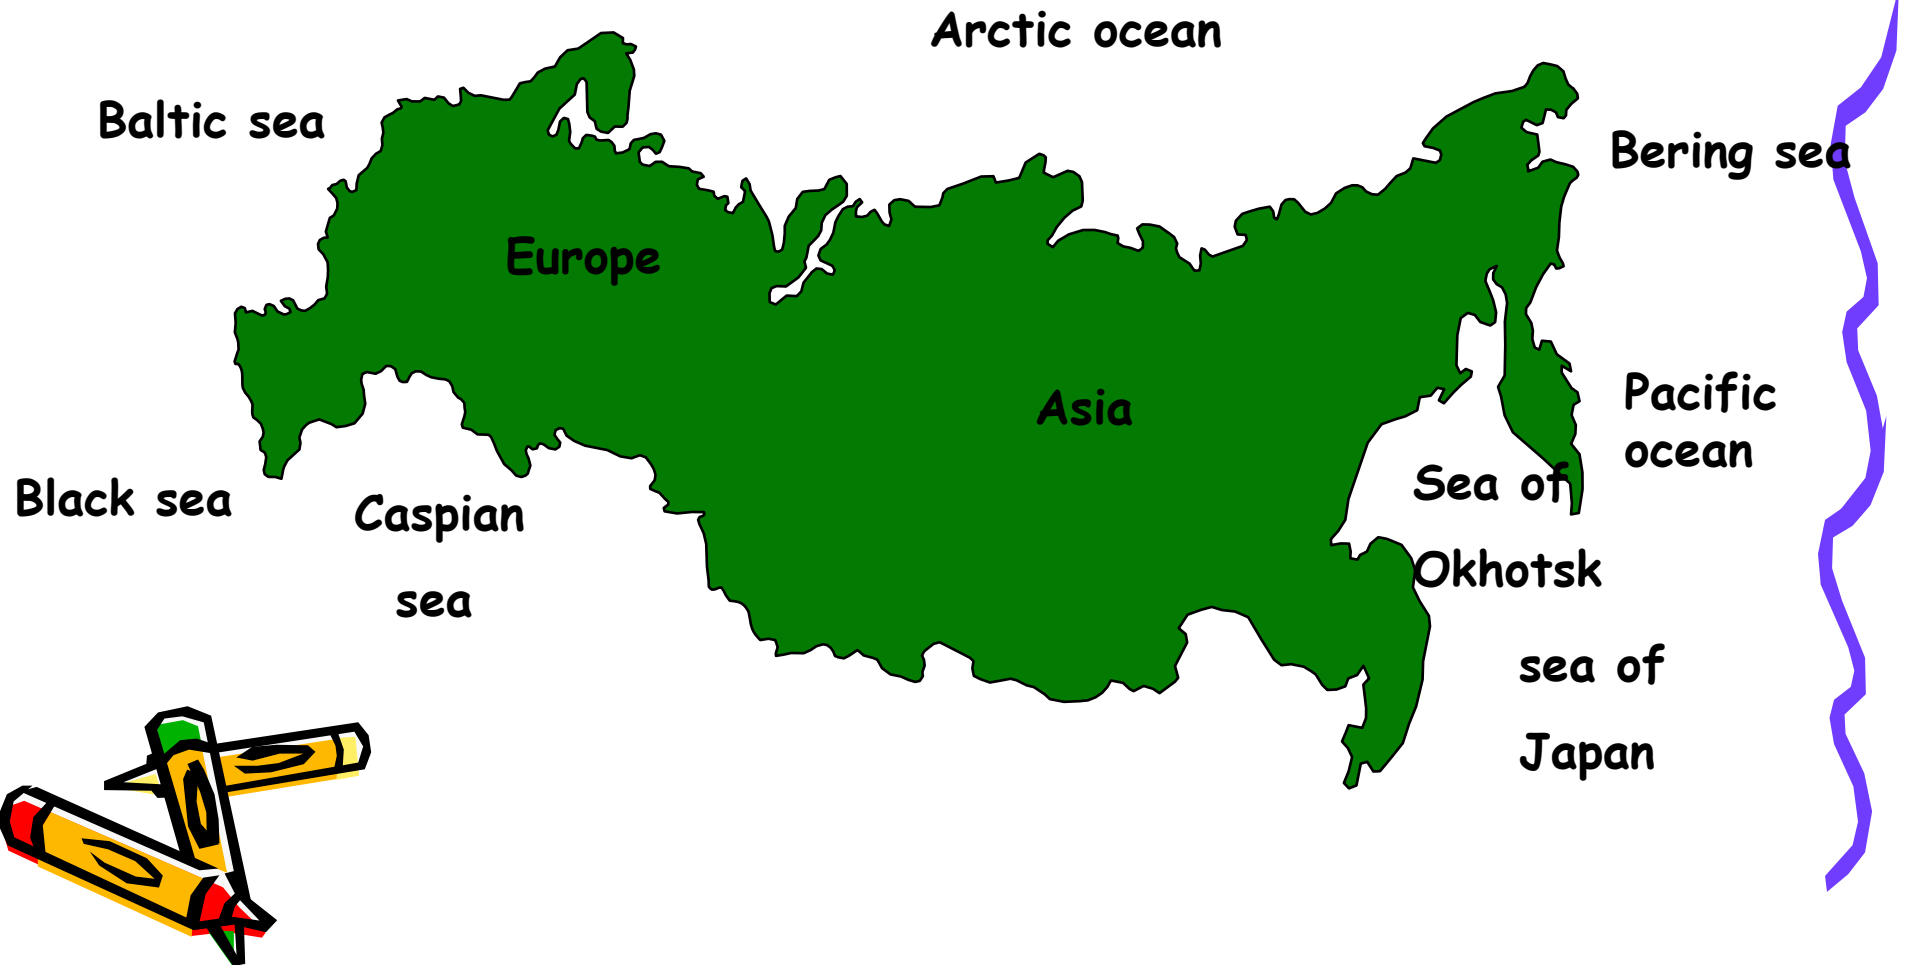 Arctic ocean
Baltic sea
Bering sea
Europe
Asia
Pacific
ocean
Black sea
Caspian
sea
Sea of
Okhotsk
sea of
Japan